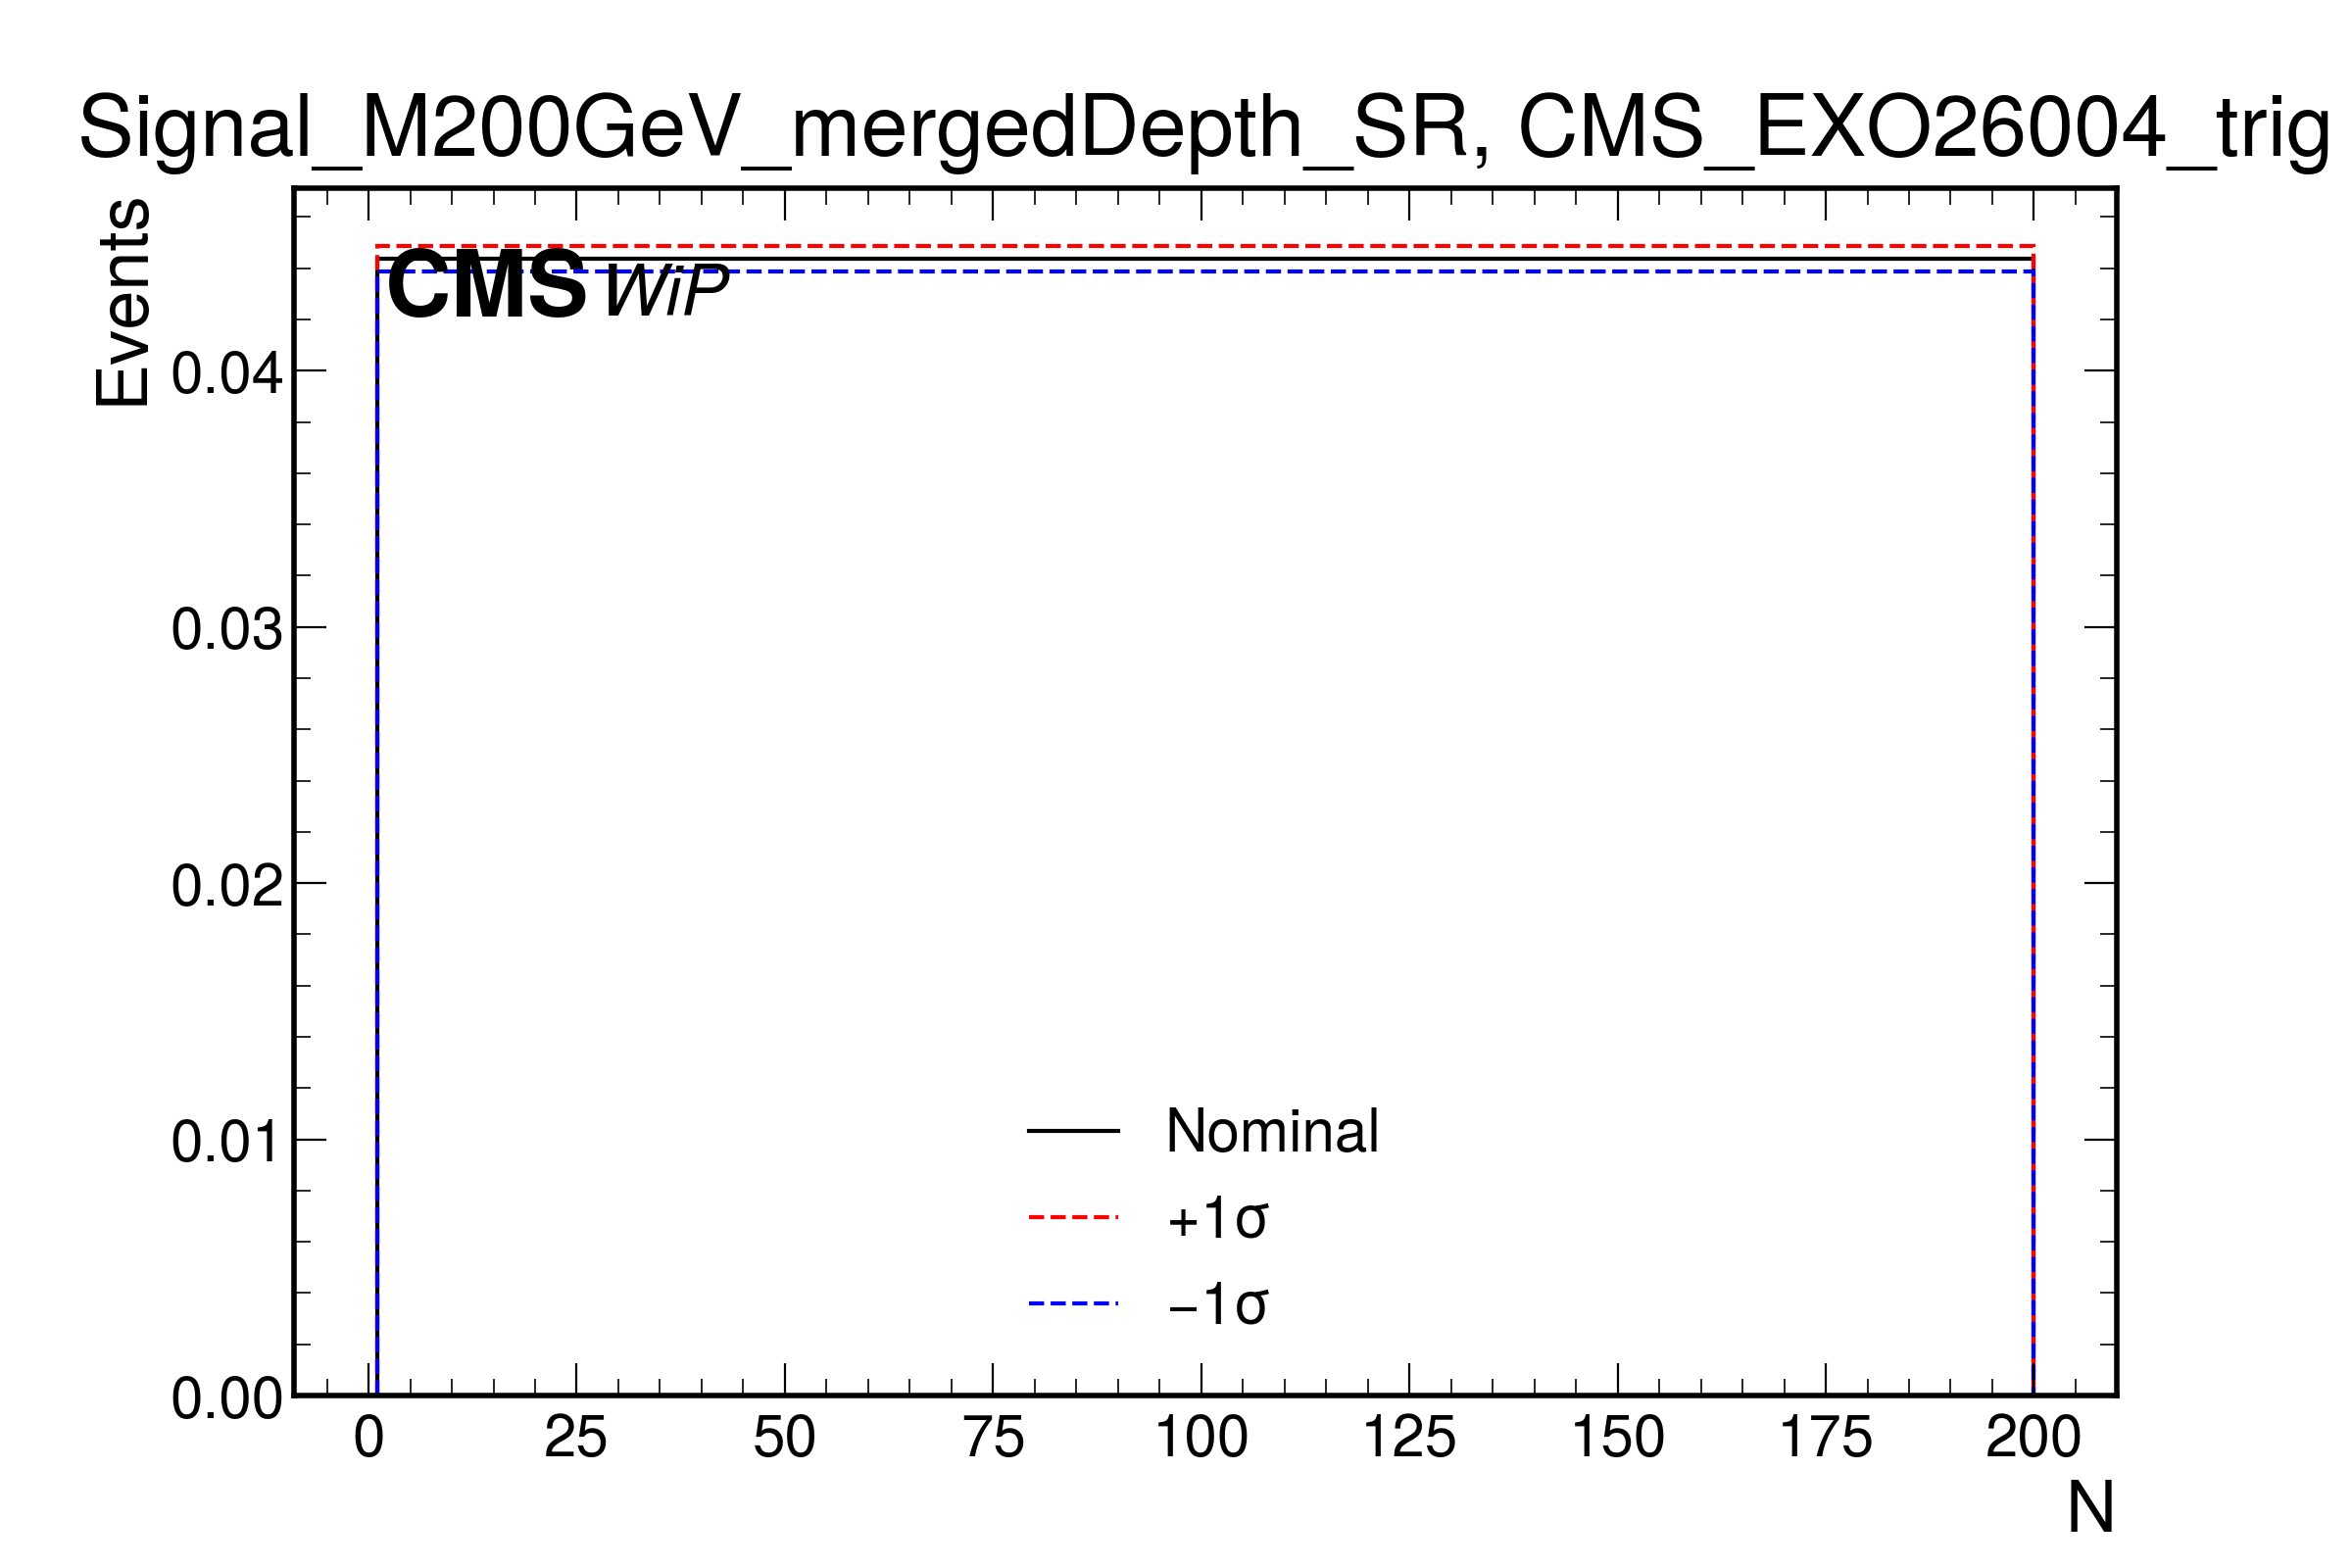 Signal_M200GeV_mergedDepth_SR, CMS_EXO26004_trig
Events
CMS WiP
0.04
0.03
0.02
0.01
0.00
Nominal
+1σ
−1σ
0 25 50 75 100 125 150 175 200
N